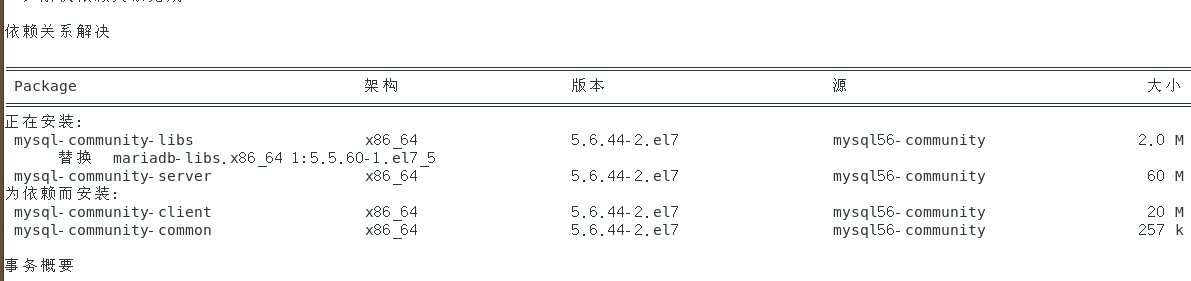 依赖关系解决
Package 架构 版本 源 大小
正在安装:
mysql-community-libs x86_64 5.6.44-2.el7 mysql56-community 2.0 M
替换 mariadb-libs.x86_64 1:5.5.60-1.el7_5
mysql-community-server x86_64 5.6.44-2.el7 mysql56-community 60 M
为依赖而安装:
mysql-community-client x86_64 5.6.44-2.el7 mysql56-community 20 M
mysql-community-common x86_64 5.6.44-2.el7 mysql56-community 257 k
事务概要